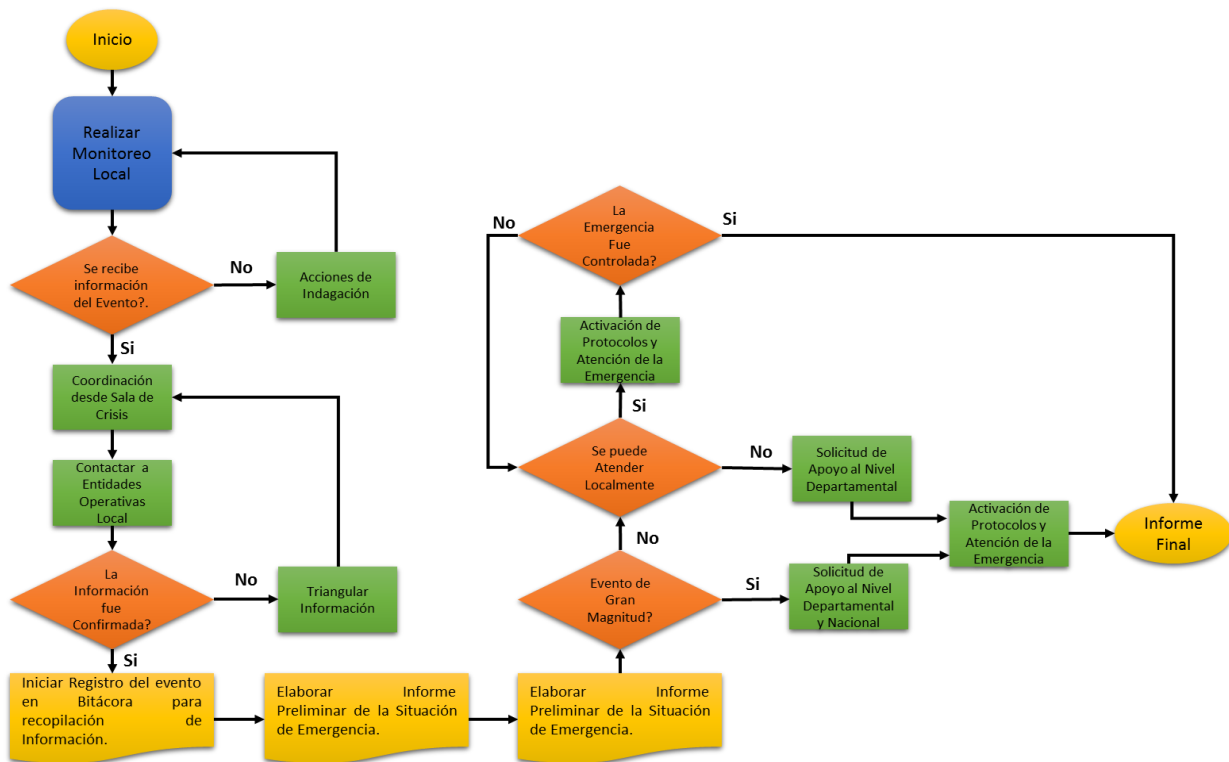 Inicio
Realizar
Monitoreo
Local
Se recibe
información
del Evento?.
No
Acciones de
Indagación
Si
Coordinación
desde Sala de
Crisis
Contactar a
Entidades
Operativas
Local
La
Información
fue
Confirmada?
No
Triangular
Información
Si
Iniciar Registro del evento
en Bitácora para
recopilación de
Información.
Elaborar Informe
Preliminar de la Situación
de Emergencia.
Elaborar Informe
Preliminar de la Situación
de Emergencia.
Evento de
Gran
Magnitud?
No
Si
Solicitud de
Apoyo al Nivel
Departamental
y Nacional
Se puede
Atender
Localmente
No
Solicitud de
Apoyo al Nivel
Departamental
Si
Activación de
Protocolos y
Atención de la
Emergencia
La
Emergencia
Fue
Controlada?
No
Si
Activación de
Protocolos y
Atención de la
Emergencia
Informe
Final